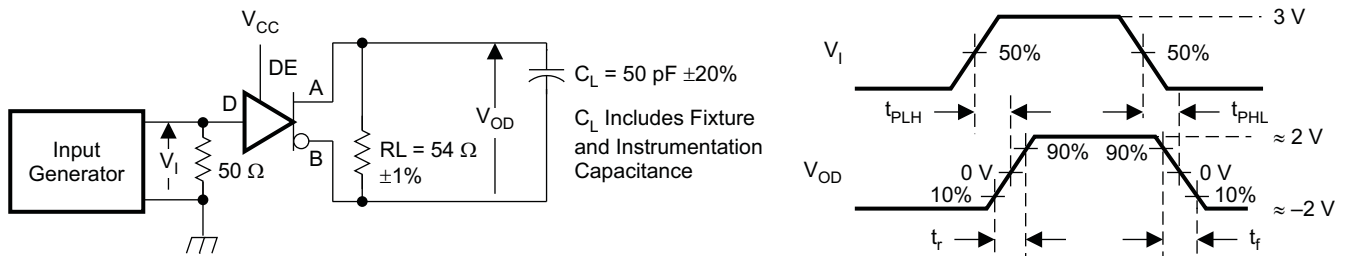 V_CC
DE
D
A
B
Input
Generator
V_I
50 Ω
RL = 54 Ω
±1%
V_OD
C_L = 50 pF ±20%
C_L Includes Fixture
and Instrumentation
Capacitance
V_I
50%
50%
3 V
t_PLH
t_PHL
V_OD
90%
90%
0 V
0 V
10%
10%
≈ 2 V
≈ –2 V
t_r
t_f